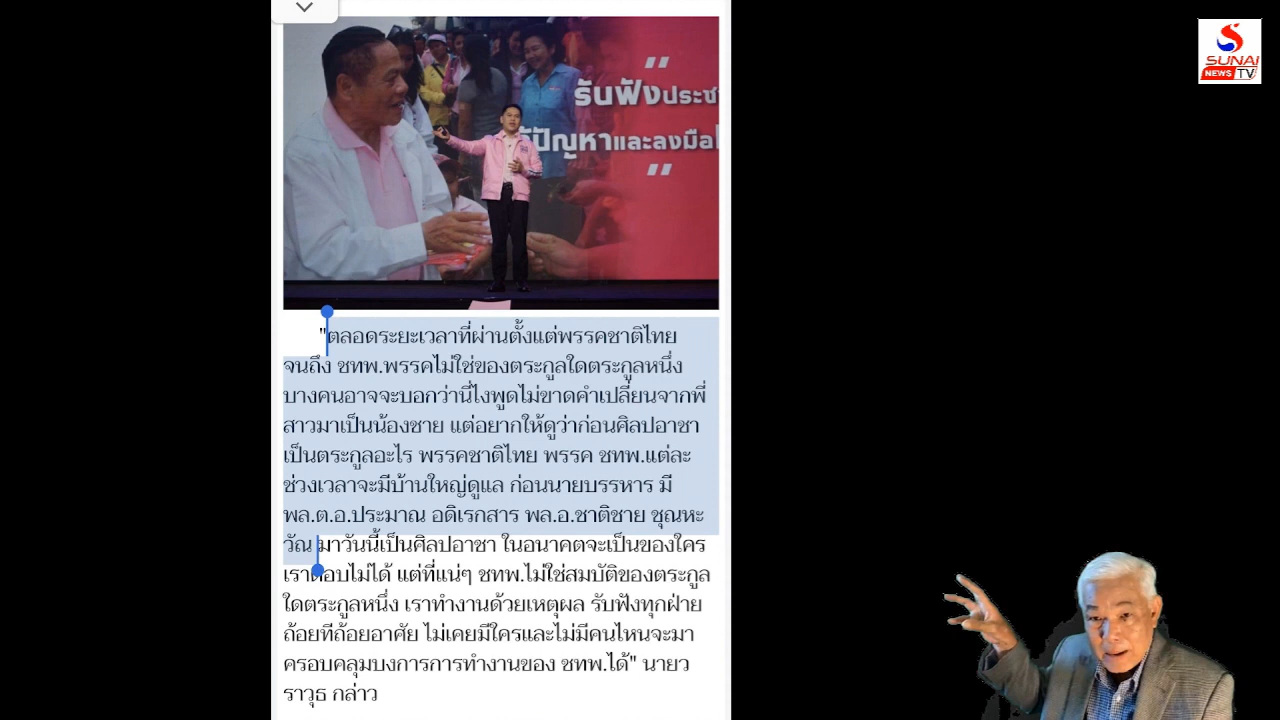 SUNAI
NEWS TV
"
รับฟังประชา
ปัญหาและลงมือ
"
"ตลอดระยะเวลาที่ผ่านตั้งแต่พรรคชาติไทย
จนถึง ชทพ.พรรคไม่ใช่ของตระกูลใดตระกูลหนึ่ง
บางคนอาจจะบอกว่านี่ไงพูดไม่ขาดคำเปลี่ยนจากพี่
สาวมาเป็นน้องชาย แต่อยากให้ดูว่าก่อนศิลปอาชา
เป็นตระกูลอะไร พรรคชาติไทย พรรค ชทพ.แต่ละ
ช่วงเวลาจะมีบ้านใหญ่ดูแล ก่อนนายบรรหาร มี
พล.ต.อ.ประมาณ อดิเรกสาร พล.อ.ชาติชาย ชุณหะ
วัณ มาวันนี้เป็นศิลปอาชา ในอนาคตจะเป็นของใคร
เราตอบไม่ได้ แต่ที่แน่ๆ ชทพ.ไม่ใช่สมบัติของตระกูล
ใดตระกูลหนึ่ง เราทำงานด้วยเหตุผล รับฟังทุกฝ่าย
ถ้อยทีถ้อยอาศัย ไม่เคยมีใครและไม่มีคนไหนจะมา
ครอบคลุมบงการการทำงานของ ชทพ.ได้" นายว
ราวุธ กล่าว